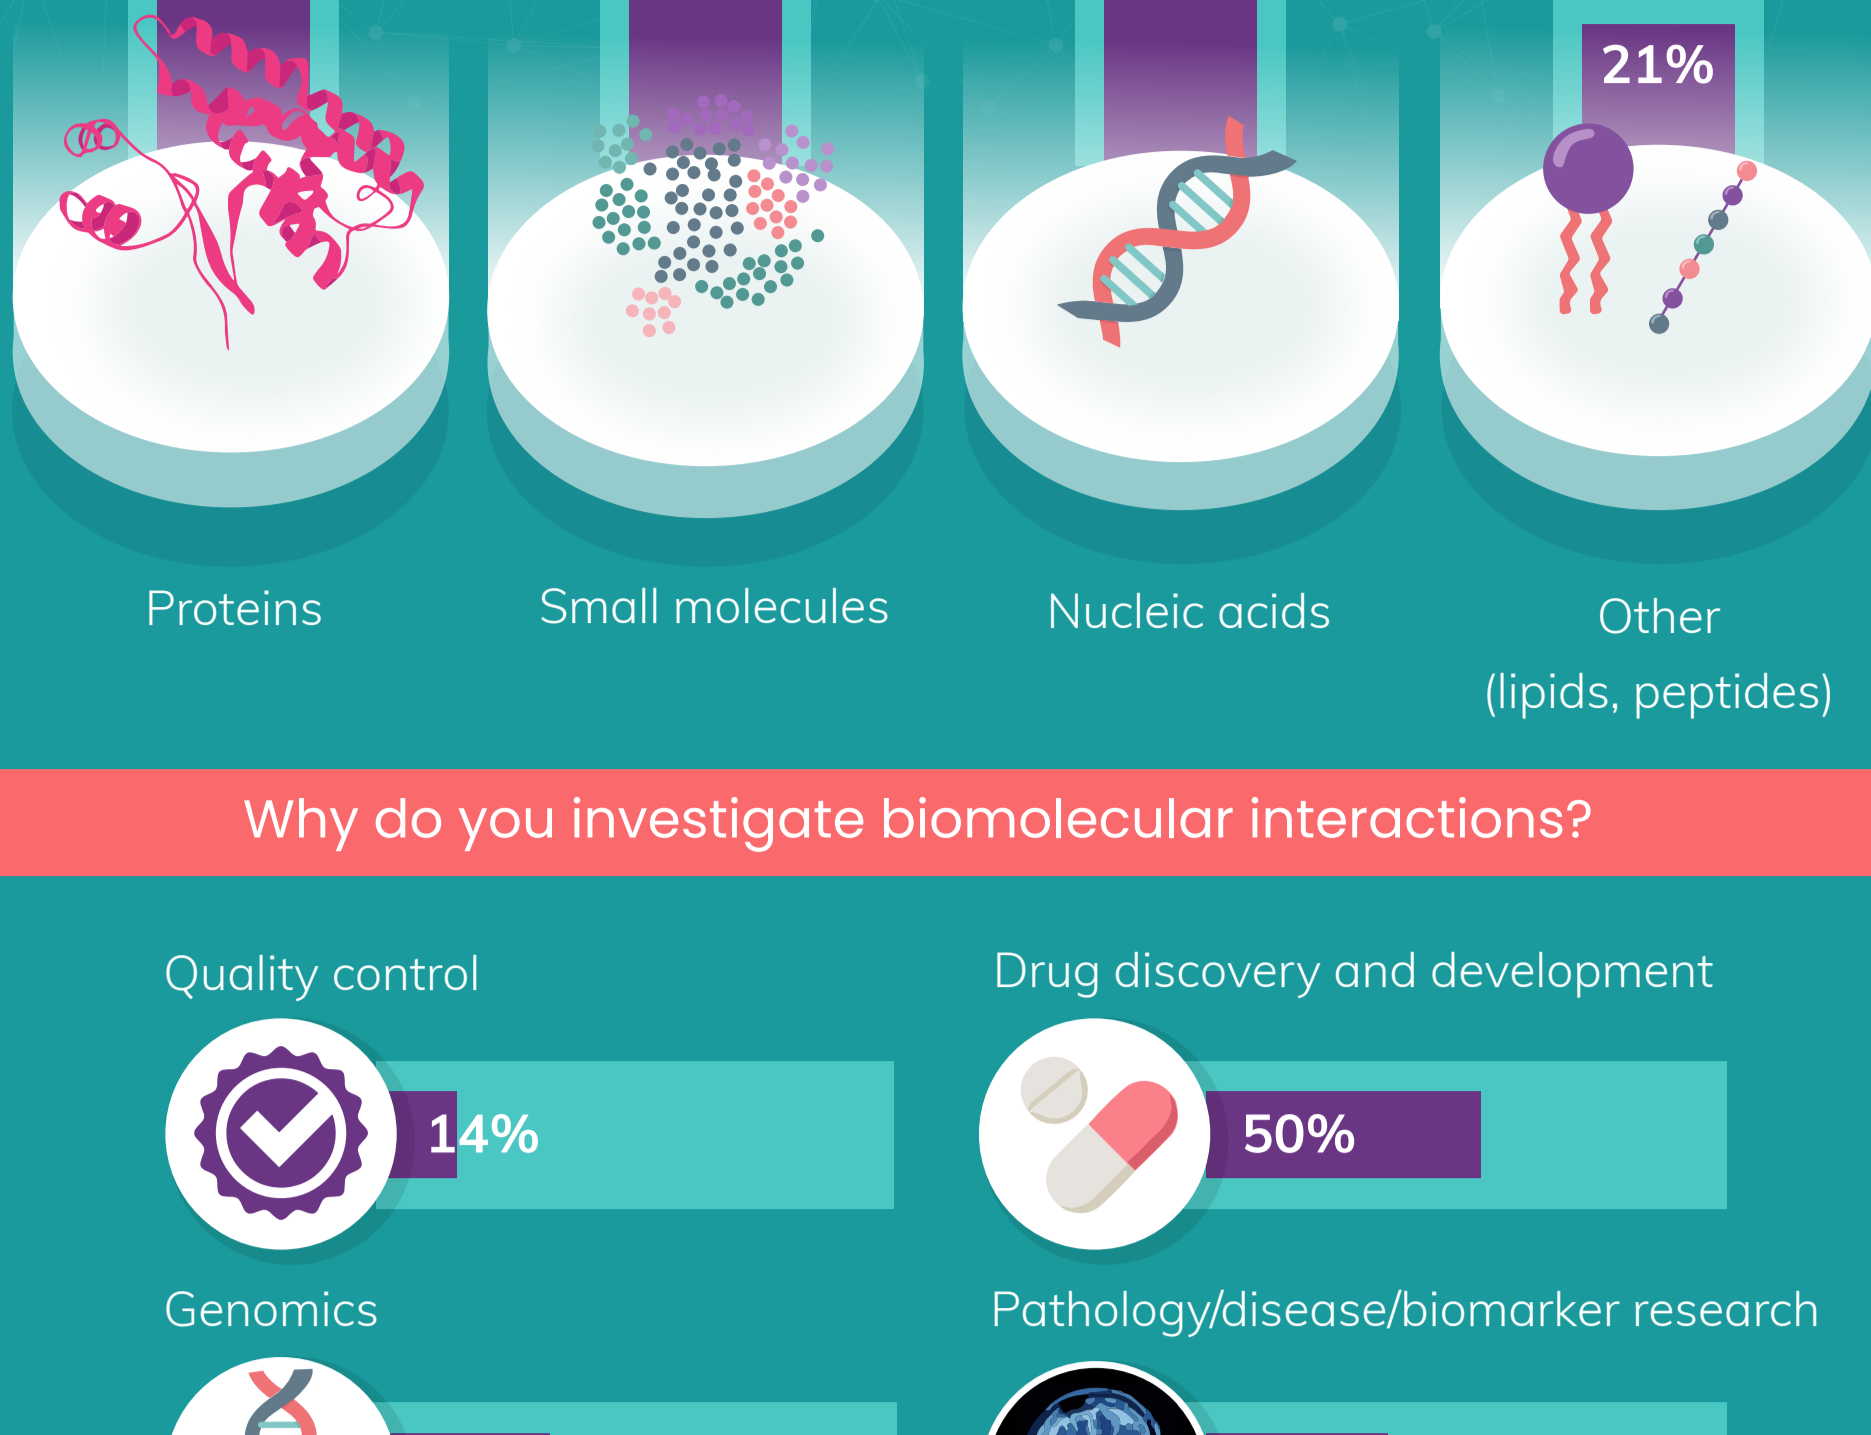 21%
Proteins
Small molecules
Nucleic acids
Other
(lipids, peptides)
Why do you investigate biomolecular interactions?
Quality control
Drug discovery and development
14%
50%
Genomics
Pathology/disease/biomarker research